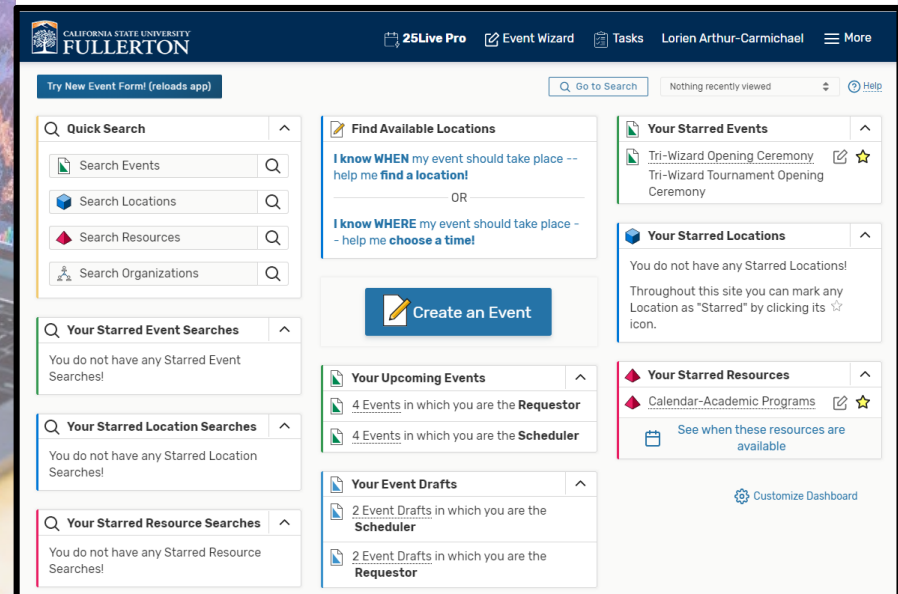 CALIFORNIA STATE UNIVERSITY
FULLERTON
25Live Pro
Event Wizard
Tasks
Lorien Arthur-Carmichael
More
Try New Event Form! (reloads app)
Go to Search
Nothing recently viewed
Help
Quick Search
Search Events
Search Locations
Search Resources
Search Organizations
Your Starred Event Searches
You do not have any Starred Event
Searches!
Your Starred Location Searches
You do not have any Starred Location
Searches!
Your Starred Resource Searches
You do not have any Starred Resource
Searches!
Find Available Locations
I know WHEN my event should take place --
help me find a location!
OR
I know WHERE my event should take place -
- help me choose a time!
Create an Event
Your Upcoming Events
4 Events in which you are the Requestor
4 Events in which you are the Scheduler
Your Event Drafts
2 Event Drafts in which you are the
Scheduler
2 Event Drafts in which you are the
Requestor
Your Starred Events
Tri-Wizard Opening Ceremony
Tri-Wizard Tournament Opening
Ceremony
Your Starred Locations
You do not have any Starred Locations!
Throughout this site you can mark any
Location as "Starred" by clicking its
icon.
Your Starred Resources
Calendar-Academic Programs
See when these resources are
available
Customize Dashboard